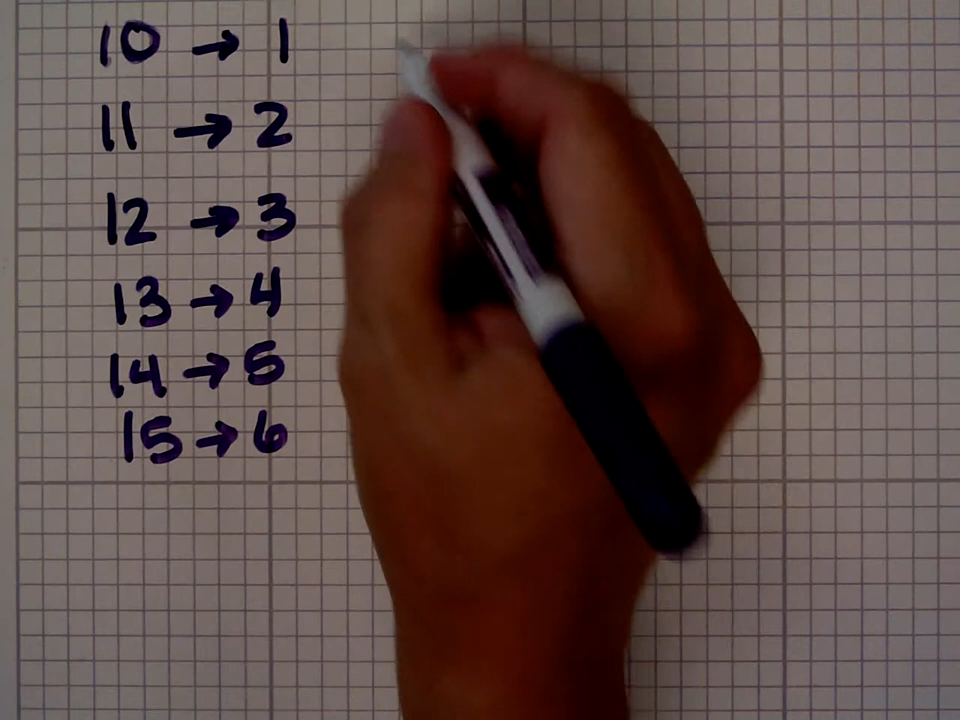 10 → 1
11 → 2
12 → 3
13 → 4
14 → 5
15 → 6